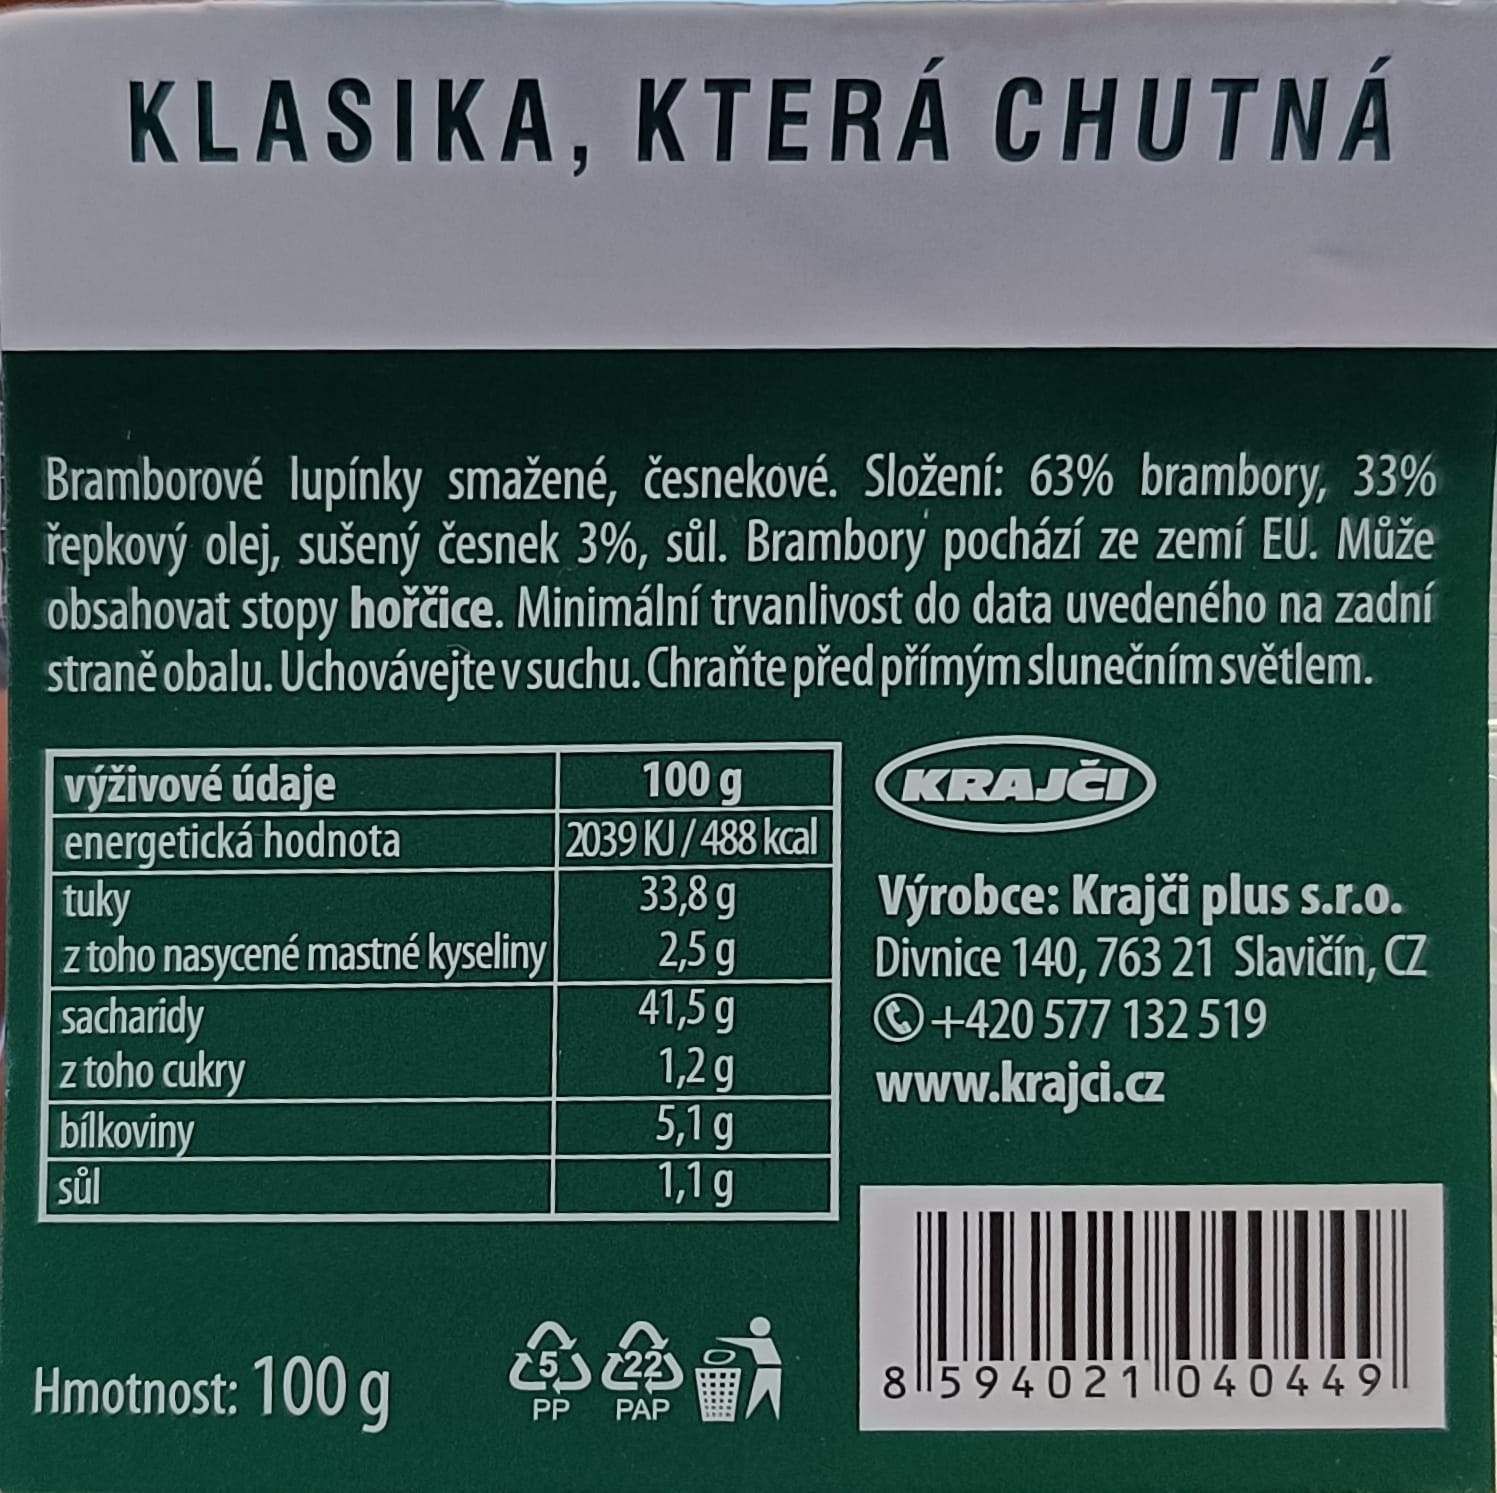 KLASIKA, KTERÁ CHUTNÁ
Bramborové lupínky smažené, česnekové. Složení: 63% brambory, 33%
řepkový olej, sušený česnek 3%, sůl. Brambory pochází ze zemí EU. Může
obsahovat stopy hořčice. Minimální trvanlivost do data uvedeného na zadní
straně obalu. Uchovávejte v suchu. Chraňte před přímým slunečním světlem.
výživové údaje 100 g
energetická hodnota 2039 KJ / 488 kcal
tuky 33,8 g
z toho nasycené mastné kyseliny 2,5 g
sacharidy 41,5 g
z toho cukry 1,2 g
bílkoviny 5,1 g
sůl 1,1 g
KRAJČI
Výrobce: Krajči plus s.r.o.
Divnice 140, 763 21 Slavičín, CZ
+420 577 132 519
www.krajci.cz
Hmotnost: 100 g
5 22
PP PAP
8 594021 040449